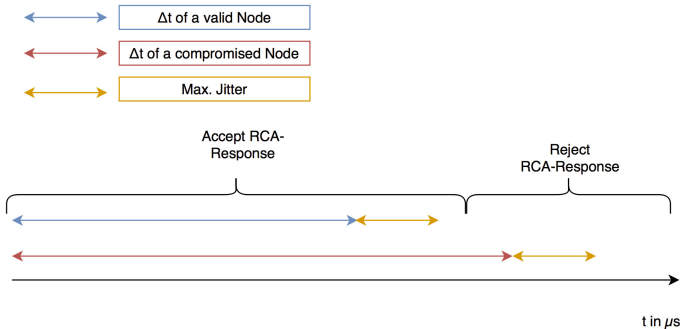 Δt of a valid Node
Δt of a compromised Node
Max. Jitter
Accept RCA-
Response
Reject
RCA-Response
t in µs